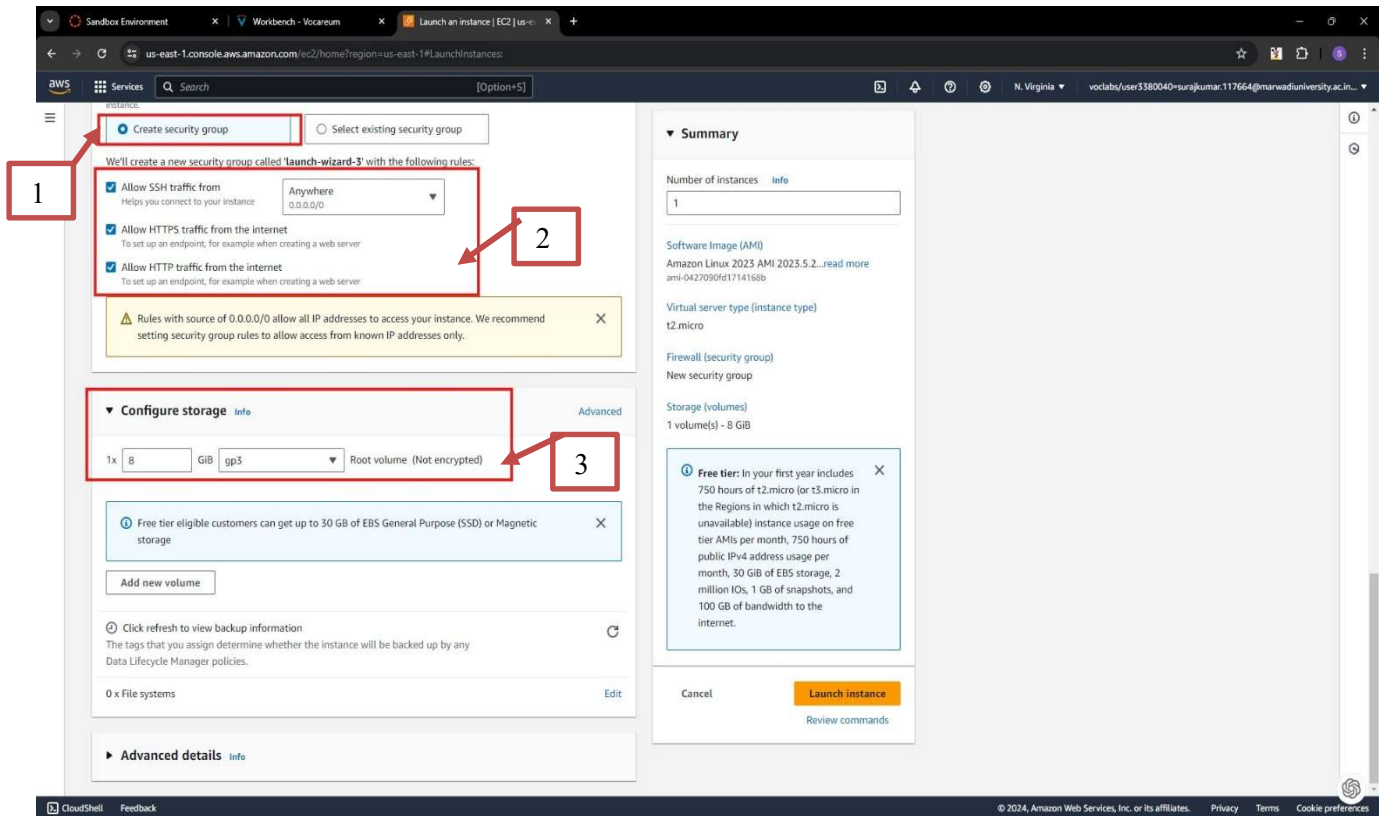 Sandbox Environment
Workbench - Vocareum
Launch an instance | EC2 | us-e
us-east-1.console.aws.amazon.com/ec2/home?region=us-east-1#LaunchInstances:
aws
Services
Search
[Option+S]
N. Virginia
voclabs/user3380040=surajkumar.117664@marwadiuniversity.ac.in...
instance.
Create security group
Select existing security group
We'll create a new security group called 'launch-wizard-3' with the following rules:
Allow SSH traffic from
Helps you connect to your instance
Anywhere
0.0.0.0/0
Allow HTTPS traffic from the internet
To set up an endpoint, for example when creating a web server
Allow HTTP traffic from the internet
To set up an endpoint, for example when creating a web server
1
2
Rules with source of 0.0.0.0/0 allow all IP addresses to access your instance. We recommend
setting security group rules to allow access from known IP addresses only.
Configure storage Info
Advanced
1x 8 GiB gp3 Root volume (Not encrypted)
3
Free tier eligible customers can get up to 30 GB of EBS General Purpose (SSD) or Magnetic
storage
Add new volume
Click refresh to view backup information
The tags that you assign determine whether the instance will be backed up by any
Data Lifecycle Manager policies.
0 x File systems
Edit
Advanced details Info
Summary
Number of instances Info
1
Software Image (AMI)
Amazon Linux 2023 AMI 2023.5.2...read more
ami-0427090fd1714168b
Virtual server type (instance type)
t2.micro
Firewall (security group)
New security group
Storage (volumes)
1 volume(s) - 8 GiB
Free tier: In your first year includes
750 hours of t2.micro (or t3.micro in
the Regions in which t2.micro is
unavailable) instance usage on free
tier AMIs per month, 750 hours of
public IPv4 address usage per
month, 30 GiB of EBS storage, 2
million IOs, 1 GB of snapshots, and
100 GB of bandwidth to the
internet.
Cancel
Launch instance
Review commands
CloudShell
Feedback
© 2024, Amazon Web Services, Inc. or its affiliates.
Privacy
Terms
Cookie preferences